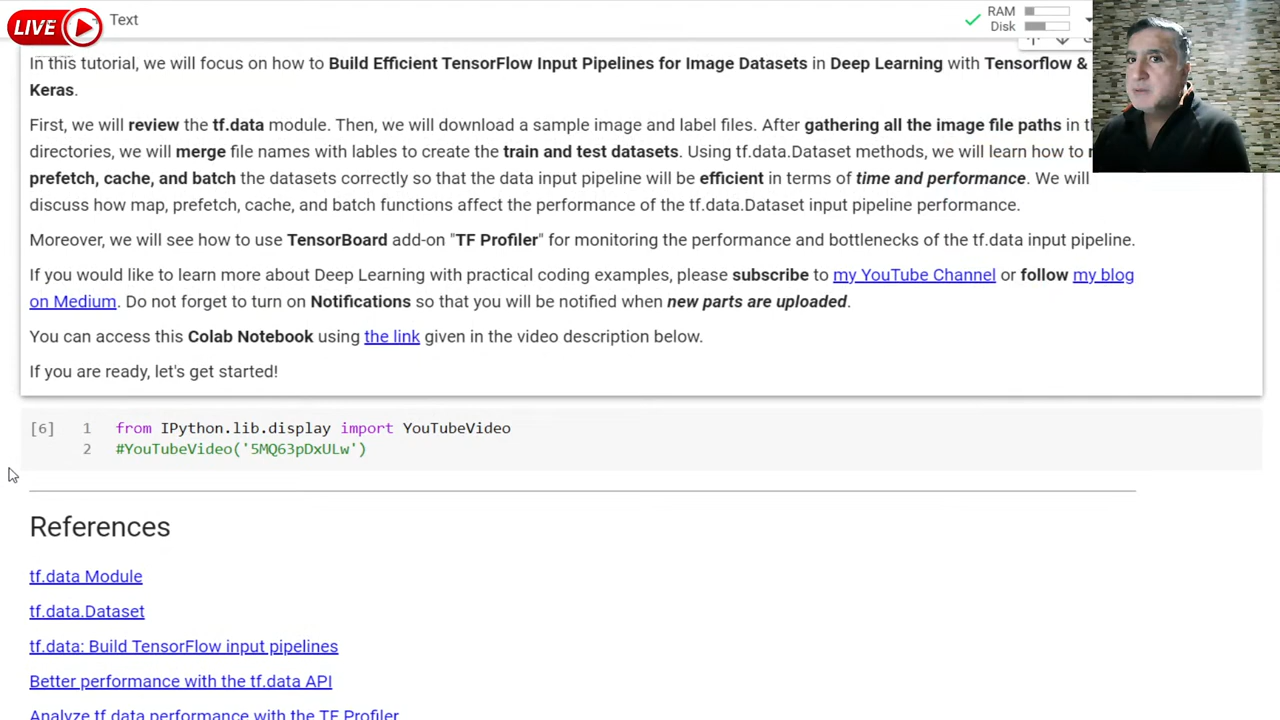 LIVE
Text
RAM
Disk
In this tutorial, we will focus on how to Build Efficient TensorFlow Input Pipelines for Image Datasets in Deep Learning with Tensorflow &
Keras.
First, we will review the tf.data module. Then, we will download a sample image and label files. After gathering all the image file paths in
directories, we will merge file names with lables to create the train and test datasets. Using tf.data.Dataset methods, we will learn how to
prefetch, cache, and batch the datasets correctly so that the data input pipeline will be efficient in terms of time and performance. We will
discuss how map, prefetch, cache, and batch functions affect the performance of the tf.data.Dataset input pipeline performance.
Moreover, we will see how to use TensorBoard add-on "TF Profiler" for monitoring the performance and bottlenecks of the tf.data input pipeline.
If you would like to learn more about Deep Learning with practical coding examples, please subscribe to my YouTube Channel or follow my blog
on Medium. Do not forget to turn on Notifications so that you will be notified when new parts are uploaded.
You can access this Colab Notebook using the link given in the video description below.
If you are ready, let's get started!
[6] 1 from IPython.lib.display import YouTubeVideo
2 #YouTubeVideo('5MQ63pDxULw')
References
tf.data Module
tf.data.Dataset
tf.data: Build TensorFlow input pipelines
Better performance with the tf.data API
Analyze tf.data performance with the TF Profiler